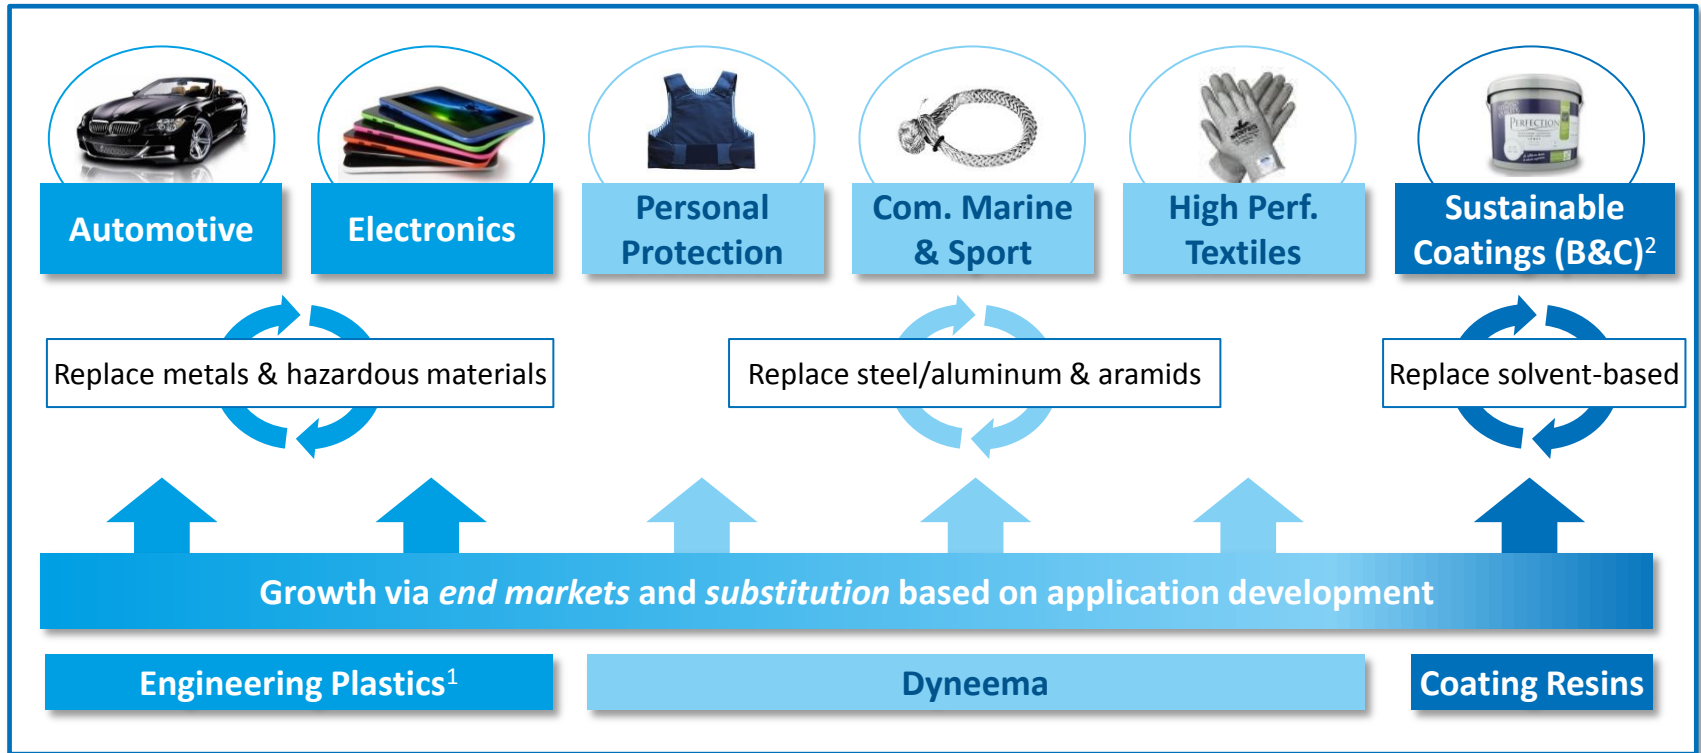 PERFECTION
Automotive
Electronics
Personal
Protection
Com. Marine
& Sport
High Perf.
Textiles
Sustainable
Coatings (B&C)2
Replace metals & hazardous materials
Replace steel/aluminum & aramids
Replace solvent-based
Growth via end markets and substitution based on application development
Engineering Plastics1
Dyneema
Coating Resins